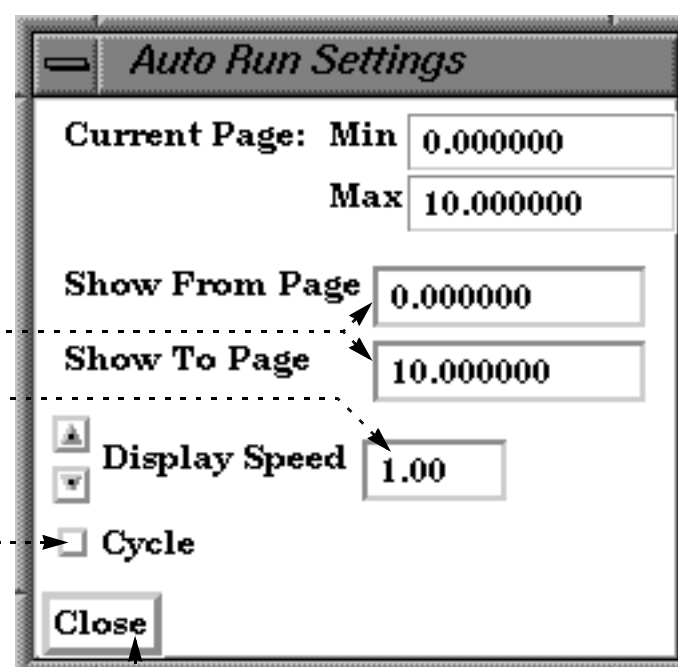 Auto Run Settings
Current Page: Min 0.000000
Max 10.000000
Show From Page 0.000000
Show To Page 10.000000
Display Speed 1.00
Cycle
Close